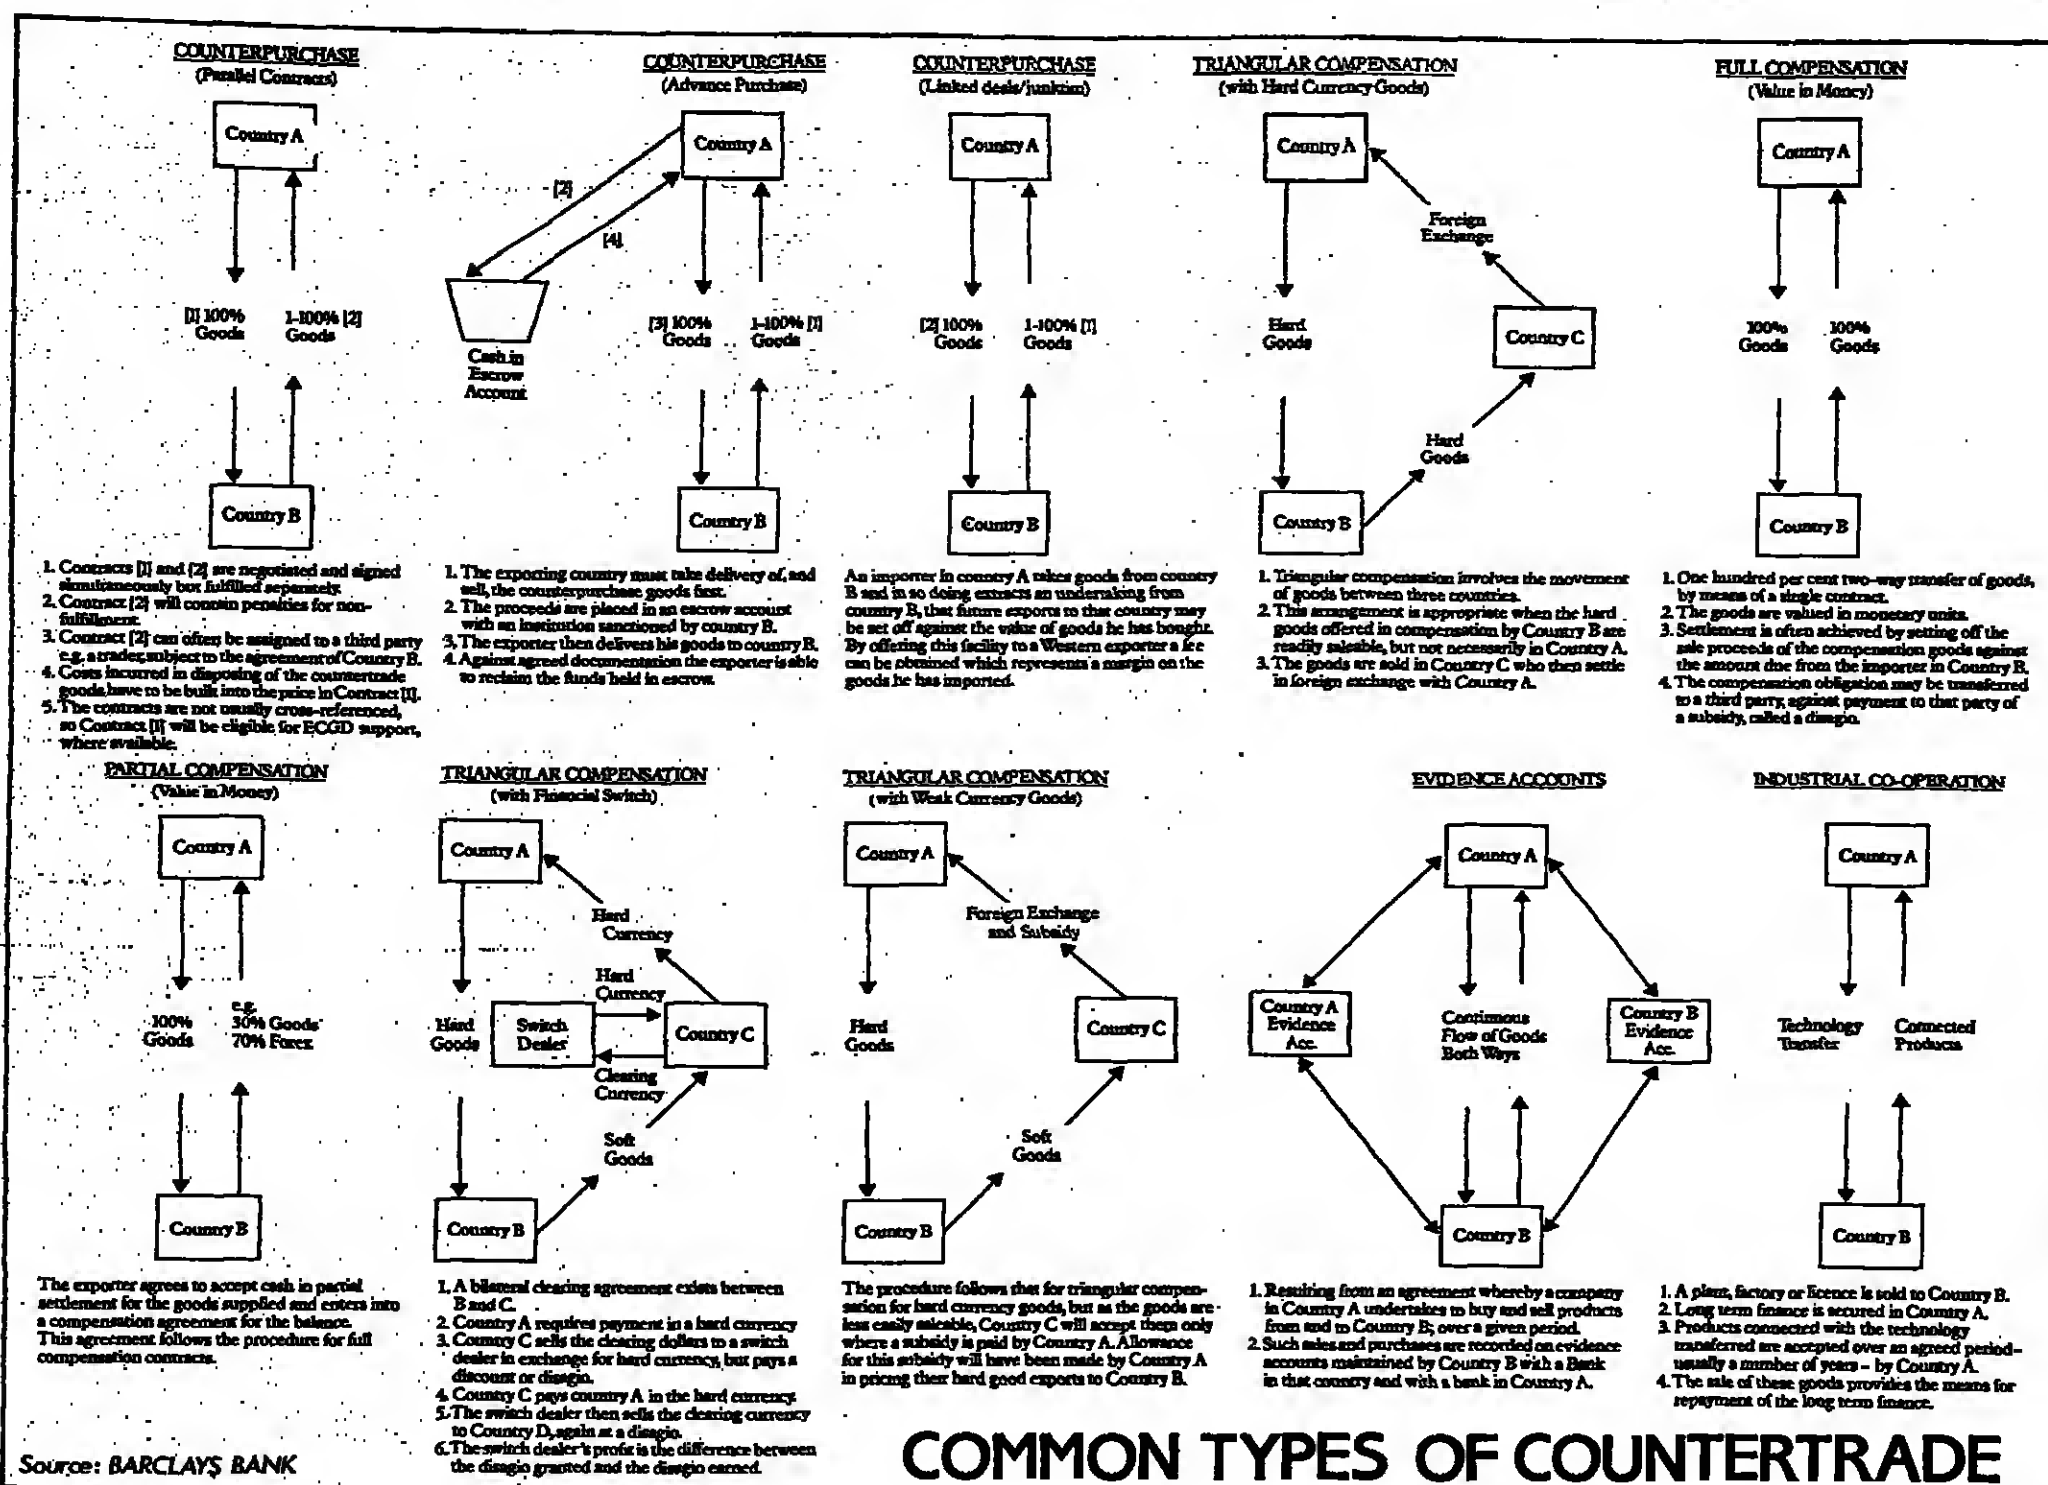 COUNTERPURCHASE
(Parallel Contracts)
Country A
[1] 100%
Goods
1-100% [2]
Goods
Country B
1. Contracts [1] and [2] are negotiated and signed
simultaneously but fulfilled separately.
2. Contract [2] will contain penalties for non-
fulfilment.
3. Contract [2] can often be assigned to a third party
e.g. a trader, subject to the agreement of Country B.
4. Costs incurred in disposing of the countertrade
goods, have to be built into the price in Contract [1].
5. The contracts are not usually cross-referenced,
so Contract [1] will be eligible for ECGD support,
where available.
COUNTERPURCHASE
(Advance Purchase)
Country A
[2]
[4]
Cash in
Escrow
Account
[3] 100%
Goods
1-100% [1]
Goods
Country B
1. The exporting country must take delivery of, and
sell, the counterpurchase goods first.
2. The proceeds are placed in an escrow account
with an institution sanctioned by country B.
3. The exporter then delivers his goods to country B.
4. Against agreed documentation the exporter is able
to reclaim the funds held in escrow.
COUNTERPURCHASE
(Linked deals/junktim)
Country A
[2] 100%
Goods
1-100% [1]
Goods
Country B
An importer in country A takes goods from country
B and in so doing extracts an undertaking from
country B, that future exports to that country may
be set off against the value of goods he has bought.
By offering this facility to a Western exporter a fee
can be obtained which represents a margin on the
goods he has imported.
TRIANGULAR COMPENSATION
(with Hard Currency Goods)
Country A
Foreign
Exchange
Hard
Goods
Country C
Hard
Goods
Country B
1. Triangular compensation involves the movement
of goods between three countries.
2. This arrangement is appropriate when the hard
goods offered in compensation by Country B are
readily saleable, but not necessarily in Country A.
3. The goods are sold in Country C who then settle
in foreign exchange with Country A.
FULL COMPENSATION
(Value in Money)
Country A
100%
Goods
100%
Goods
Country B
1. One hundred per cent two-way transfer of goods,
by means of a single contract.
2. The goods are valued in monetary units.
3. Settlement is often achieved by setting off the
sale proceeds of the compensation goods against
the amount due from the importer in Country B.
4. The compensation obligation may be transferred
to a third party, against payment to that party of
a subsidy, called a disagio.
PARTIAL COMPENSATION
(Value in Money)
Country A
100%
Goods
e.g.
30% Goods
70% Forex
Country B
The exporter agrees to accept cash in partial
settlement for the goods supplied and enters into
a compensation agreement for the balance.
This agreement follows the procedure for full
compensation contracts.
TRIANGULAR COMPENSATION
(with Financial Switch)
Country A
Hard
Currency
Hard
Currency
Hard
Goods
Switch
Dealer
Country C
Clearing
Currency
Soft
Goods
Country B
1. A bilateral clearing agreement exists between
B and C.
2. Country A requires payment in a hard currency
3. Country C sells the clearing dollars to a switch
dealer in exchange for hard currency, but pays a
discount or disagio.
4. Country C pays country A in the hard currency.
5. The switch dealer then sells the clearing currency
to Country D, again at a disagio.
6. The switch dealer's profit is the difference between
the disagio granted and the disagio earned.
TRIANGULAR COMPENSATION
(with Weak Currency Goods)
Country A
Foreign Exchange
and Subsidy
Hard
Goods
Country C
Soft
Goods
Country B
The procedure follows that for triangular compen-
sation for hard currency goods, but as the goods are
less easily saleable, Country C will accept them only
where a subsidy is paid by Country A. Allowance
for this subsidy will have been made by Country A
in pricing their hard good exports to Country B.
EVIDENCE ACCOUNTS
Country A
Country A
Evidence
Acc.
Continuous
Flow of Goods
Both Ways
Country B
Evidence
Acc.
Country B
1. Resulting from an agreement whereby a company
in Country A undertakes to buy and sell products
from and to Country B, over a given period.
2. Such sales and purchases are recorded on evidence
accounts maintained by Country B with a Bank
in that country and with a bank in Country A.
INDUSTRIAL CO-OPERATION
Country A
Technology
Transfer
Connected
Products
Country B
1. A plant, factory or licence is sold to Country B.
2. Long term finance is secured in Country A.
3. Products connected with the technology
transferred are accepted over an agreed period–
usually a number of years – by Country A.
4. The sale of these goods provides the means for
repayment of the long term finance.
Source: BARCLAYS BANK
COMMON TYPES OF COUNTERTRADE